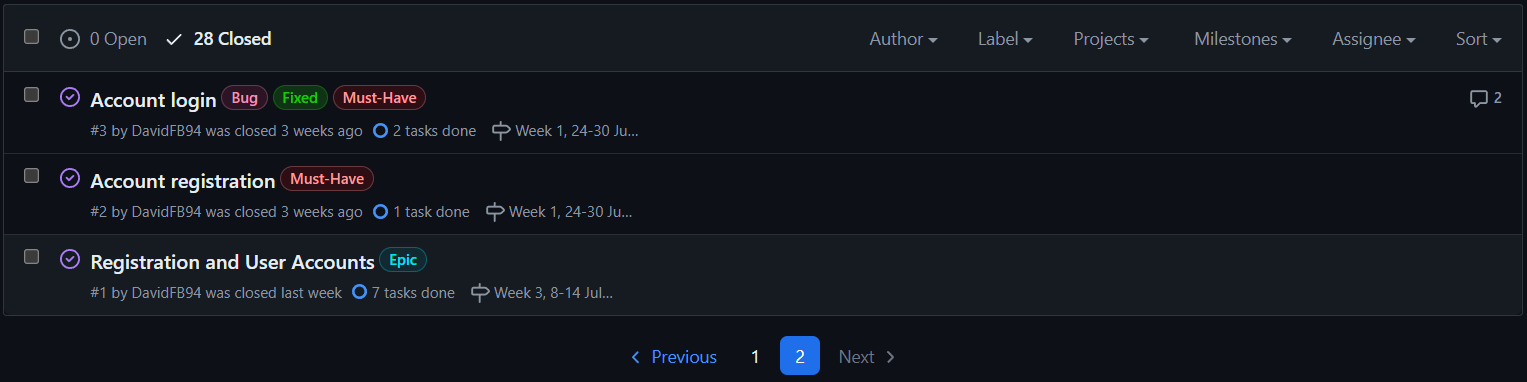 0 Open 28 Closed Author Label Projects Milestones Assignee Sort
Account login Bug Fixed Must-Have 2
#3 by DavidFB94 was closed 3 weeks ago 2 tasks done Week 1, 24-30 Ju...
Account registration Must-Have
#2 by DavidFB94 was closed 3 weeks ago 1 task done Week 1, 24-30 Ju...
Registration and User Accounts Epic
#1 by DavidFB94 was closed last week 7 tasks done Week 3, 8-14 Jul...
Previous 1 2 Next